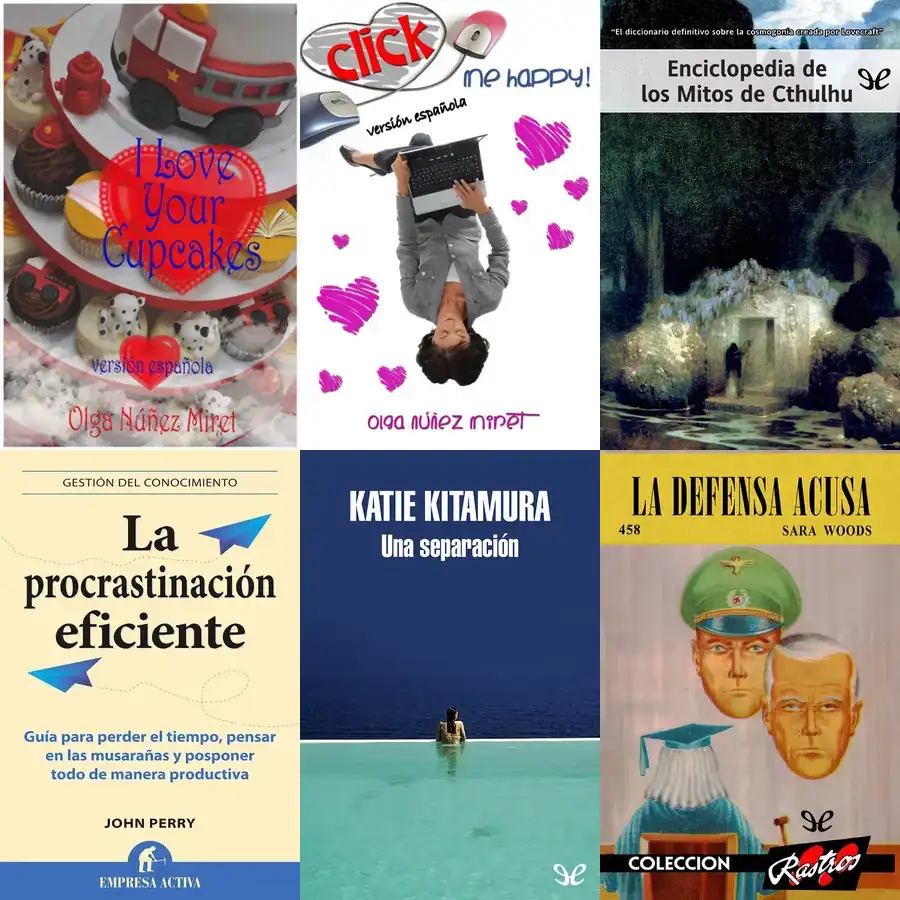 I Love
Your
Cupcakes
versión española
Olga Núñez Miret
click
me happy!
versión española
olga núñez miret
"El diccionario definitivo sobre la cosmogonía creada por Lovecraft"
Enciclopedia de
los Mitos de Cthulhu
GESTIÓN DEL CONOCIMIENTO
La
procrastinación
eficiente
Guía para perder el tiempo, pensar
en las musarañas y posponer
todo de manera productiva
JOHN PERRY
EMPRESA ACTIVA
KATIE KITAMURA
Una separación
LA DEFENSA ACUSA
458
SARA WOODS
COLECCION
Rastros